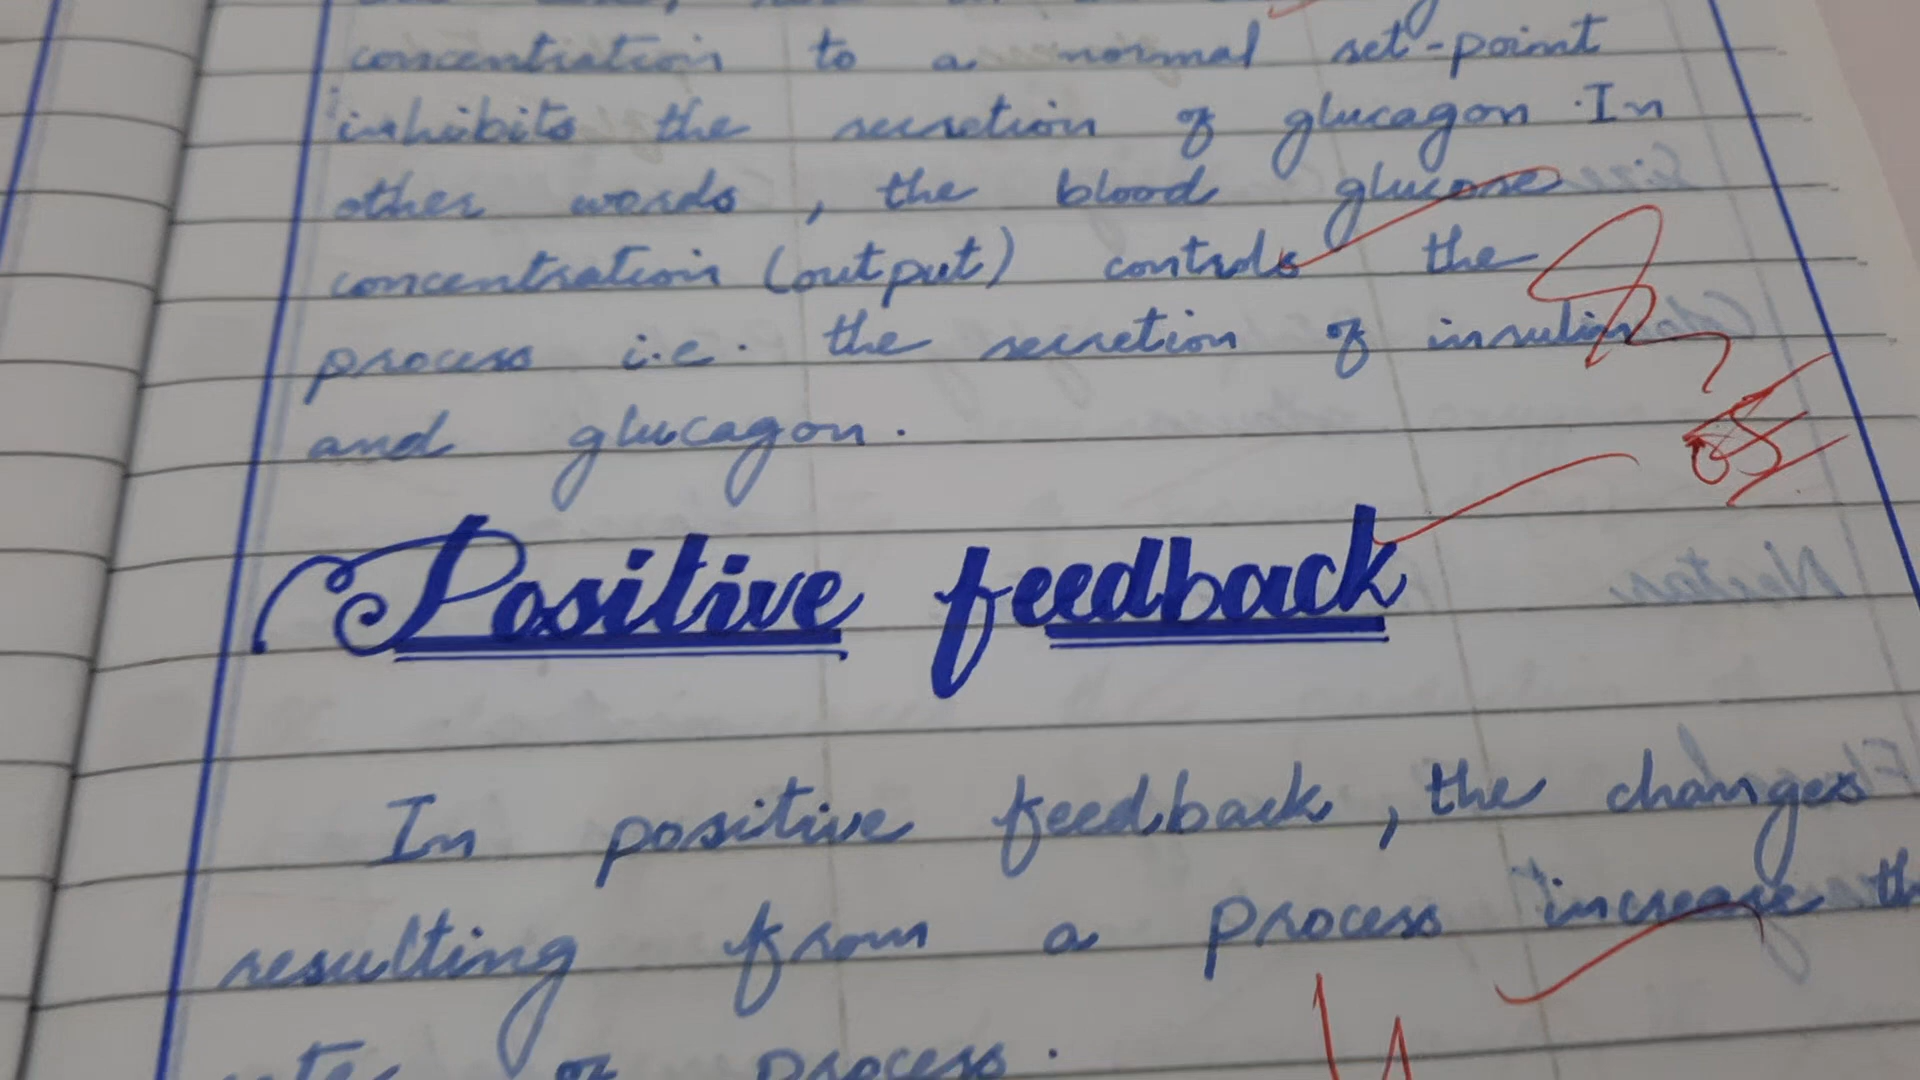 concentration to a normal set-point
inhibits the secretion of glucagon. In
other words, the blood glucose
concentration (output) controls the
process i.e. the secretion of insulin
and glucagon.
Positive feedback
In positive feedback, the changes
resulting from a process increase th
of process.